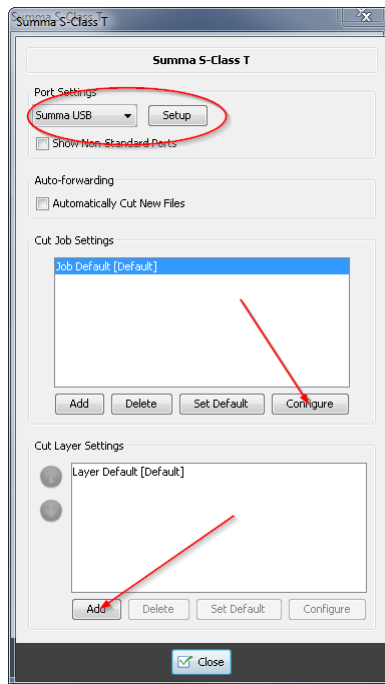 Summa S-Class T
Summa S-Class T
Port Settings
Summa USB Setup
Show Non-Standard Ports
Auto-forwarding
Automatically Cut New Files
Cut Job Settings
Job Default [Default]
Add Delete Set Default Configure
Cut Layer Settings
Layer Default [Default]
Add Delete Set Default Configure
Close